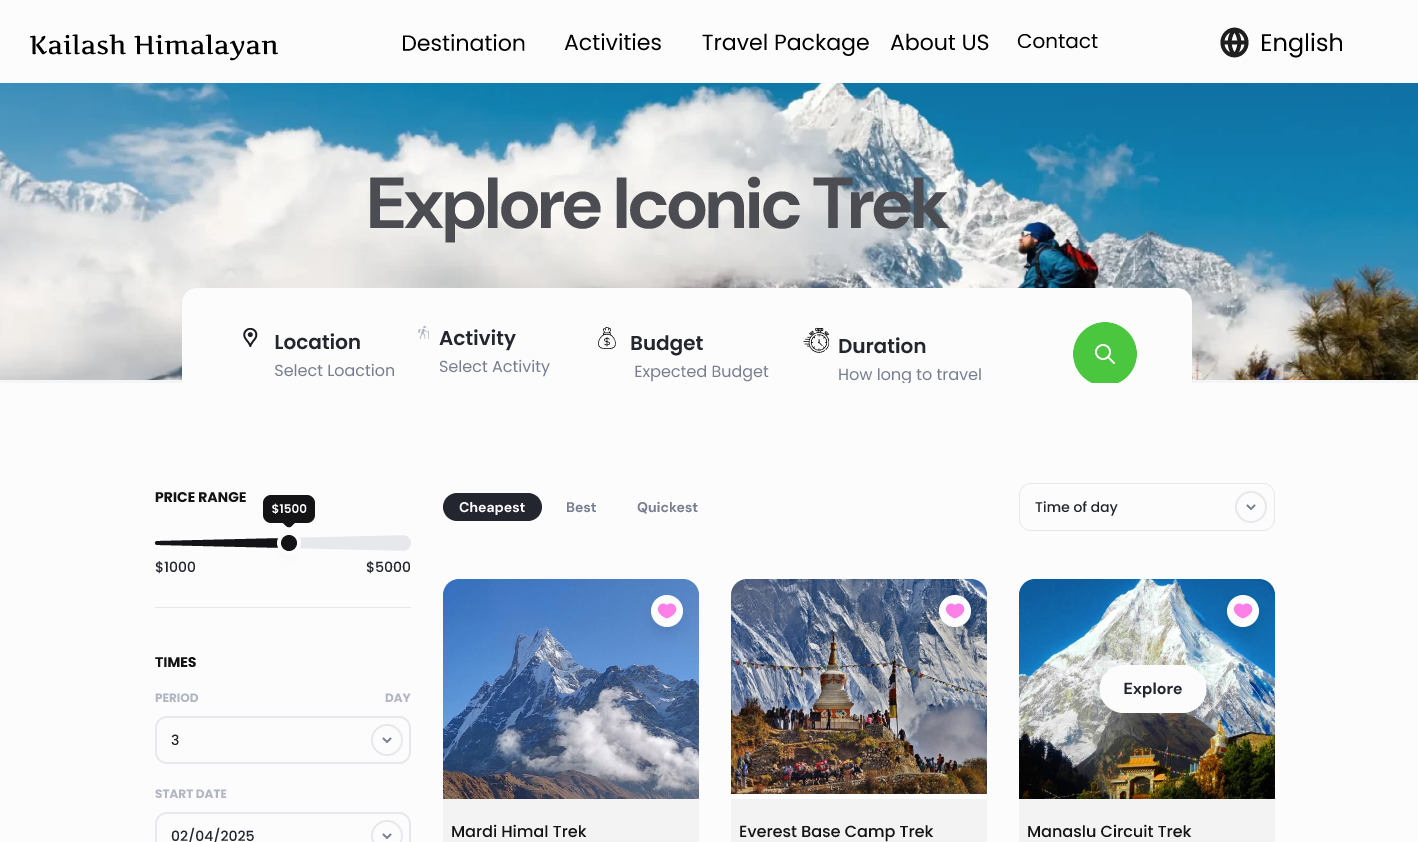 Kailash Himalayan
Destination
Activities
Travel Package
About US
Contact
English
Explore Iconic Trek
Location
Select Loaction
Activity
Select Activity
Budget
Expected Budget
Duration
How long to travel
PRICE RANGE
$1500
$1000
$5000
Cheapest
Best
Quickest
Time of day
TIMES
PERIOD
DAY
3
START DATE
02/04/2025
Explore
Mardi Himal Trek
Everest Base Camp Trek
Manaslu Circuit Trek